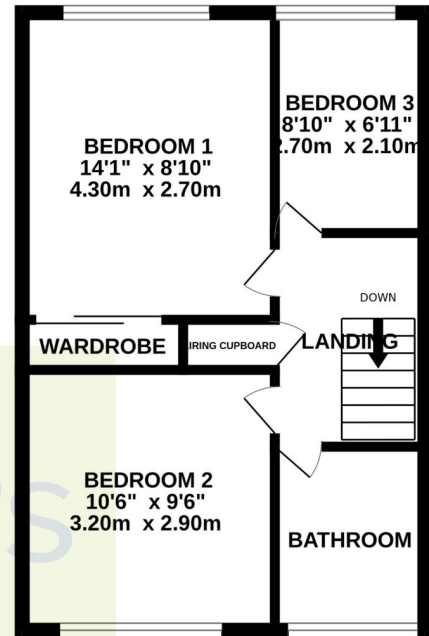 BEDROOM 1
14'1" x 8'10"
4.30m x 2.70m
BEDROOM 3
8'10" x 6'11"
2.70m x 2.10m
DOWN
LANDING
WARDROBE
AIRING CUPBOARD
BEDROOM 2
10'6" x 9'6"
3.20m x 2.90m
BATHROOM